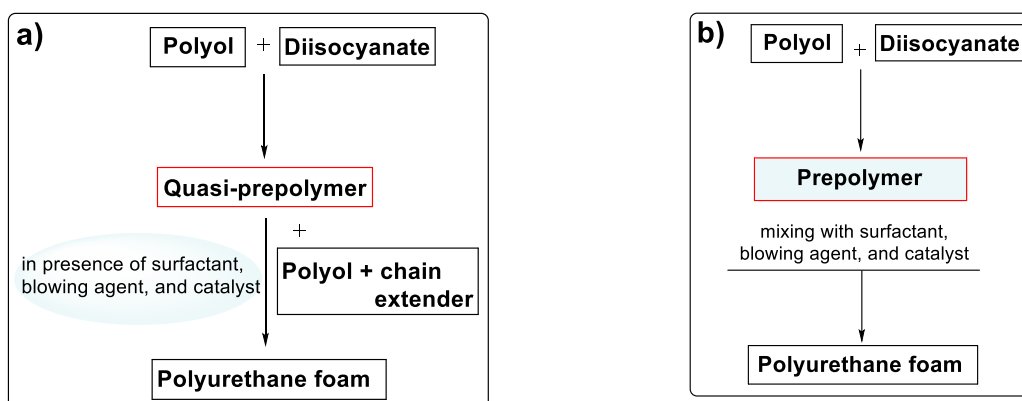 a)
Polyol + Diisocyanate
Quasi-prepolymer
+
in presence of surfactant,
blowing agent, and catalyst
Polyol + chain
extender
Polyurethane foam
b)
Polyol + Diisocyanate
Prepolymer
mixing with surfactant,
blowing agent, and catalyst
Polyurethane foam